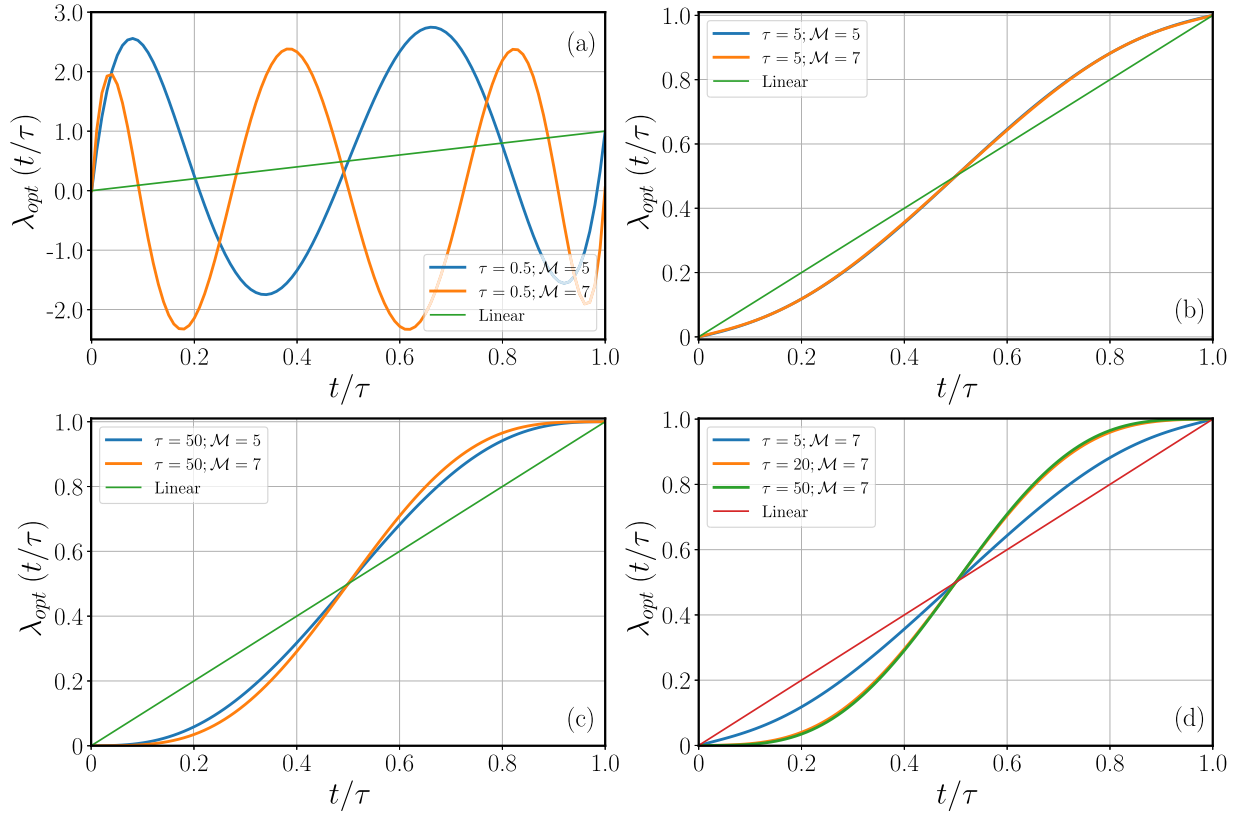 3.0
2.0
1.0
0.0
-1.0
-2.0
λ_opt (t/τ)
(a)
τ = 0.5; ℳ = 5
τ = 0.5; ℳ = 7
Linear
0 0.2 0.4 0.6 0.8 1.0
t/τ
1.0
0.8
0.6
0.4
0.2
0
λ_opt (t/τ)
τ = 5; ℳ = 5
τ = 5; ℳ = 7
Linear
(b)
0 0.2 0.4 0.6 0.8 1.0
t/τ
1.0
0.8
0.6
0.4
0.2
0
λ_opt (t/τ)
τ = 50; ℳ = 5
τ = 50; ℳ = 7
Linear
(c)
0 0.2 0.4 0.6 0.8 1.0
t/τ
1.0
0.8
0.6
0.4
0.2
0
λ_opt (t/τ)
τ = 5; ℳ = 7
τ = 20; ℳ = 7
τ = 50; ℳ = 7
Linear
(d)
0 0.2 0.4 0.6 0.8 1.0
t/τ